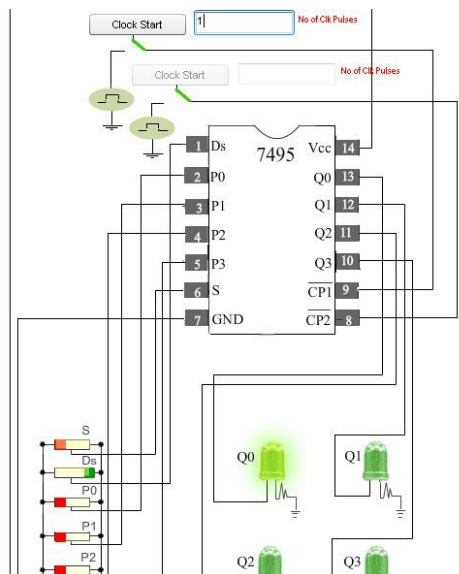 Clock Start
1
No of Clk Pulses
Clock Start
No of Clk Pulses
7495
1 Ds
Vcc 14
2 P0
Q0 13
3 P1
Q1 12
4 P2
Q2 11
5 P3
Q3 10
6 S
CP1 9
7 GND
CP2 8
S
Ds
P0
P1
P2
Q0
Q1
Q2
Q3